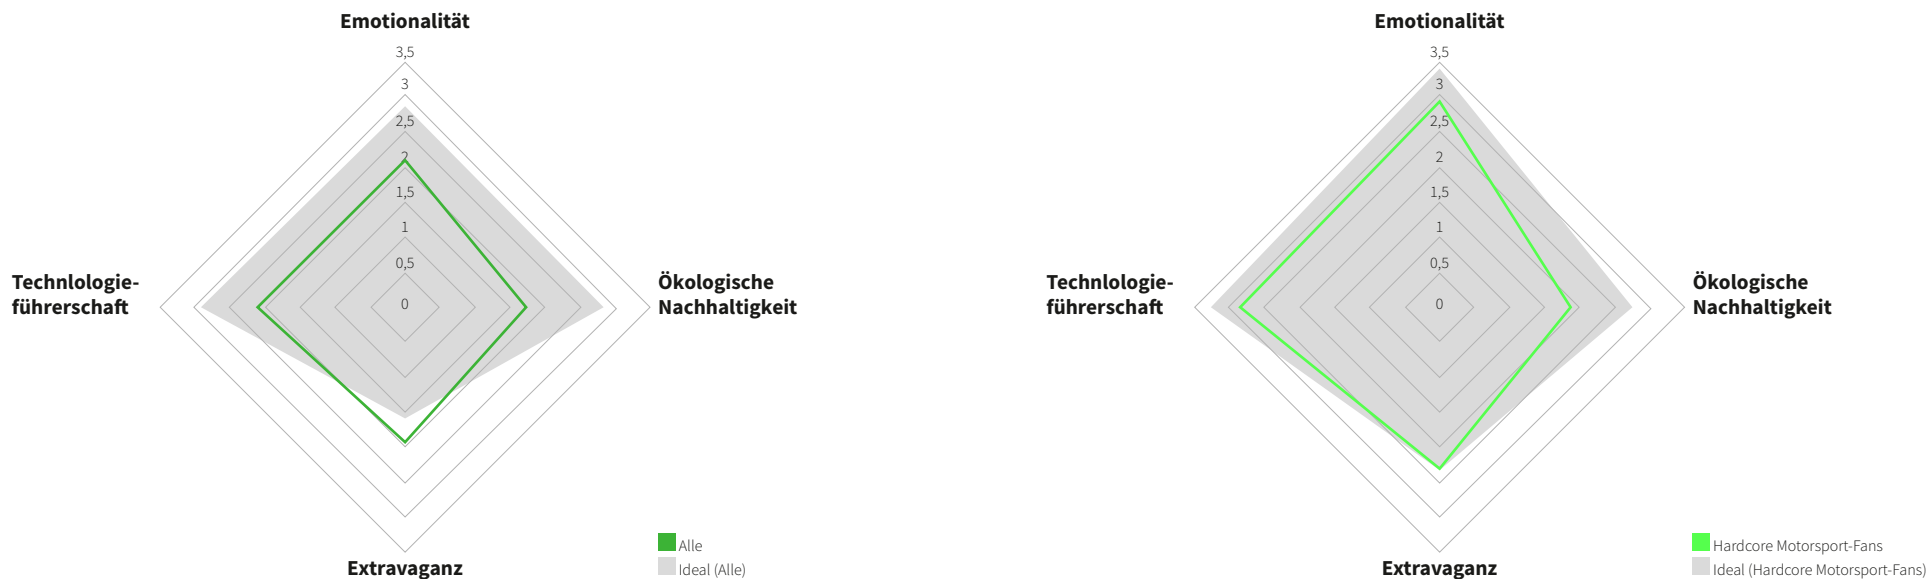 Emotionalität
3,5
3
2,5
2
1,5
1
0,5
0
Technlologie-
führerschaft
Ökologische
Nachhaltigkeit
Extravaganz
Alle
Ideal (Alle)
Emotionalität
3,5
3
2,5
2
1,5
1
0,5
0
Technlologie-
führerschaft
Ökologische
Nachhaltigkeit
Extravaganz
Hardcore Motorsport-Fans
Ideal (Hardcore Motorsport-Fans)